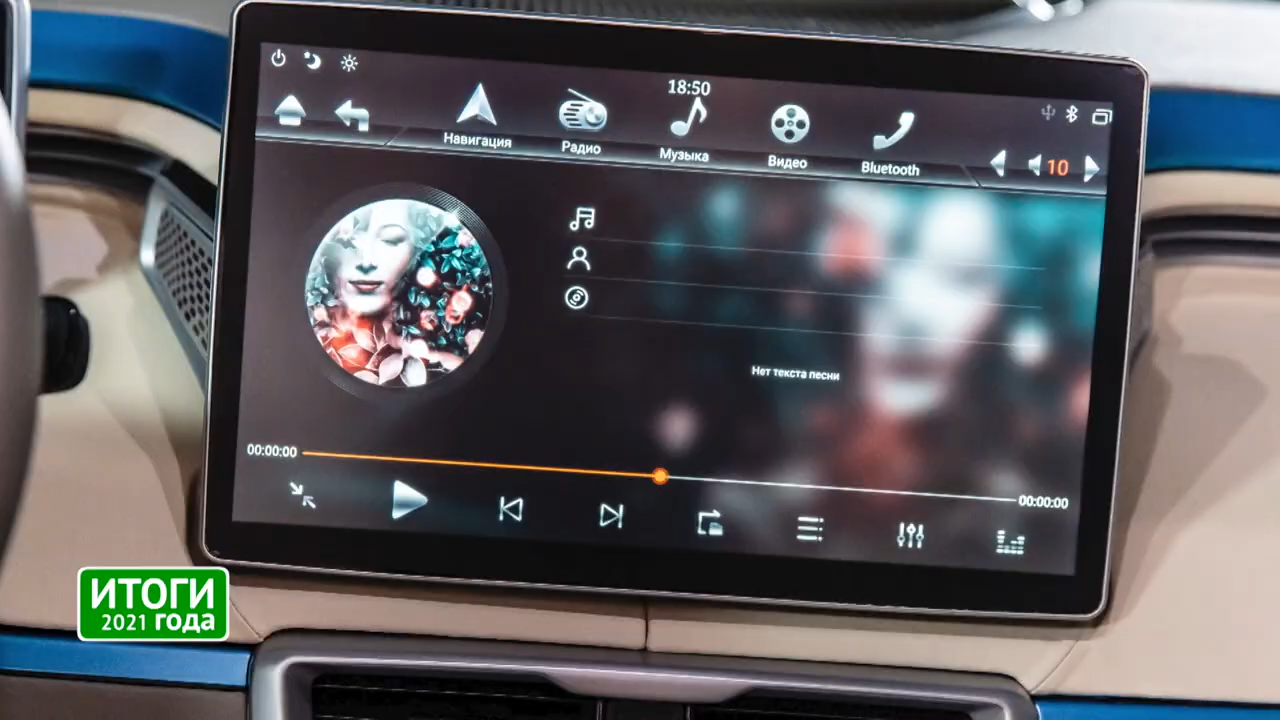 18:50
Навигация
Радио
Музыка
Видео
Bluetooth
10
Нет текста песни
00:00:00
00:00:00
ИТОГИ
2021 года